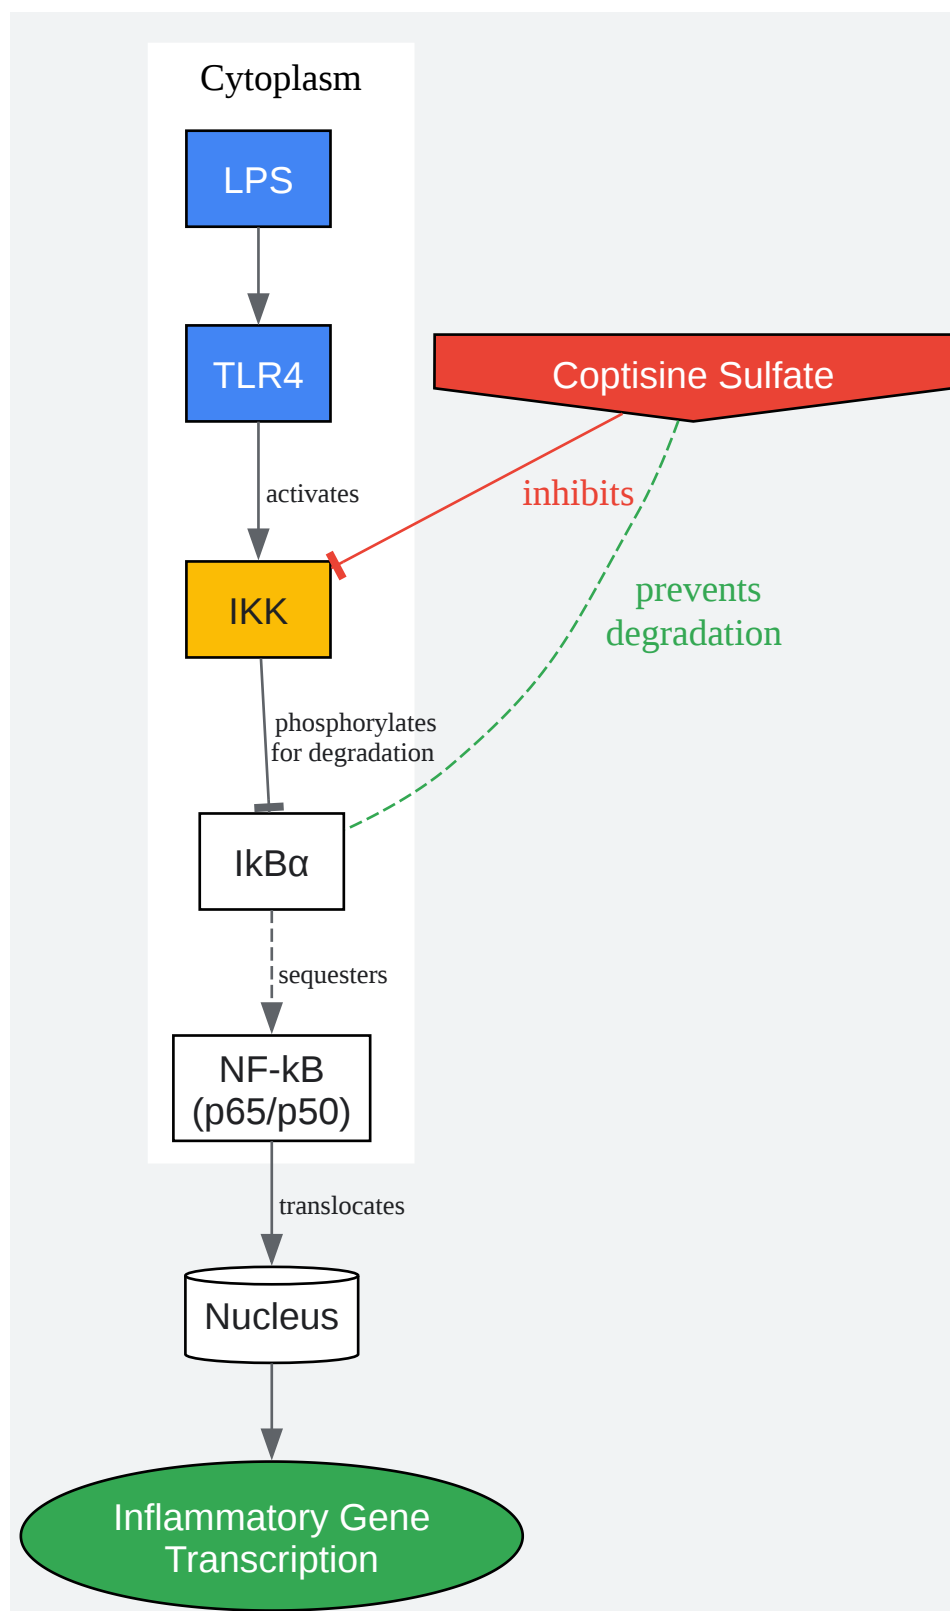 Cytoplasm
LPS
TLR4
Coptisine Sulfate
activates
inhibits
IKK
prevents
degradation
phosphorylates
for degradation
IkBα
sequesters
NF-kB
(p65/p50)
translocates
Nucleus
Inflammatory Gene
Transcription